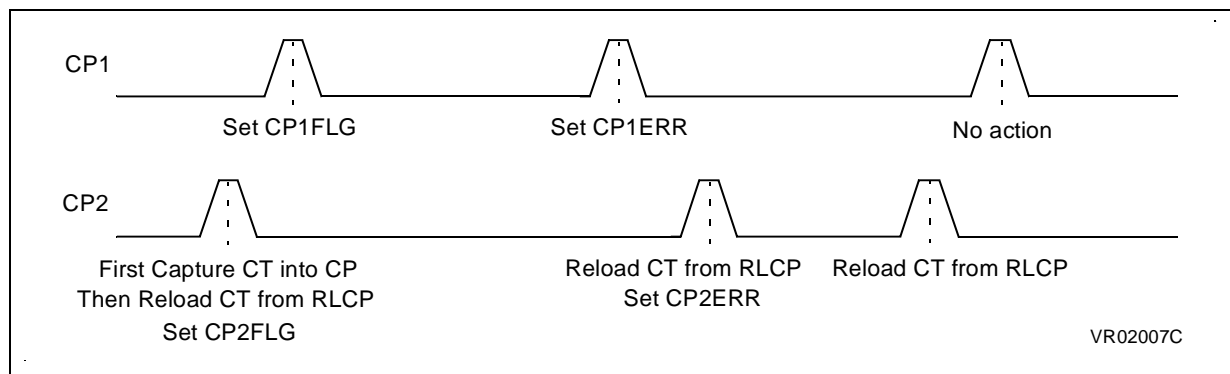 CP1
Set CP1FLG
Set CP1ERR
No action
CP2
First Capture CT into CP
Then Reload CT from RLCP
Set CP2FLG
Reload CT from RLCP
Set CP2ERR
Reload CT from RLCP
VR02007C